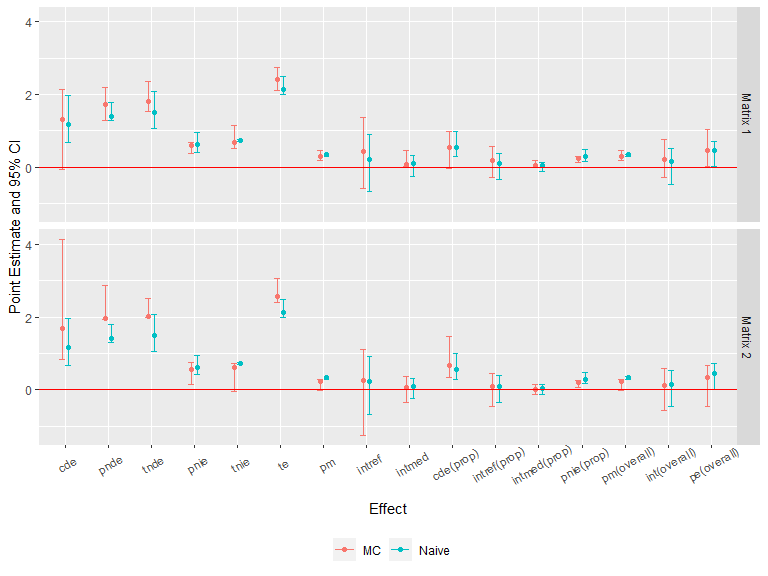 Point Estimate and 95% CI
4
2
0
Matrix 1
4
2
0
Matrix 2
cde pnde tnde pnie tnie te pm intref intmed cde(prop) intref(prop) intmed(prop) pnie(prop) pm(overall) int(overall) pe(overall)
Effect
MC Naive